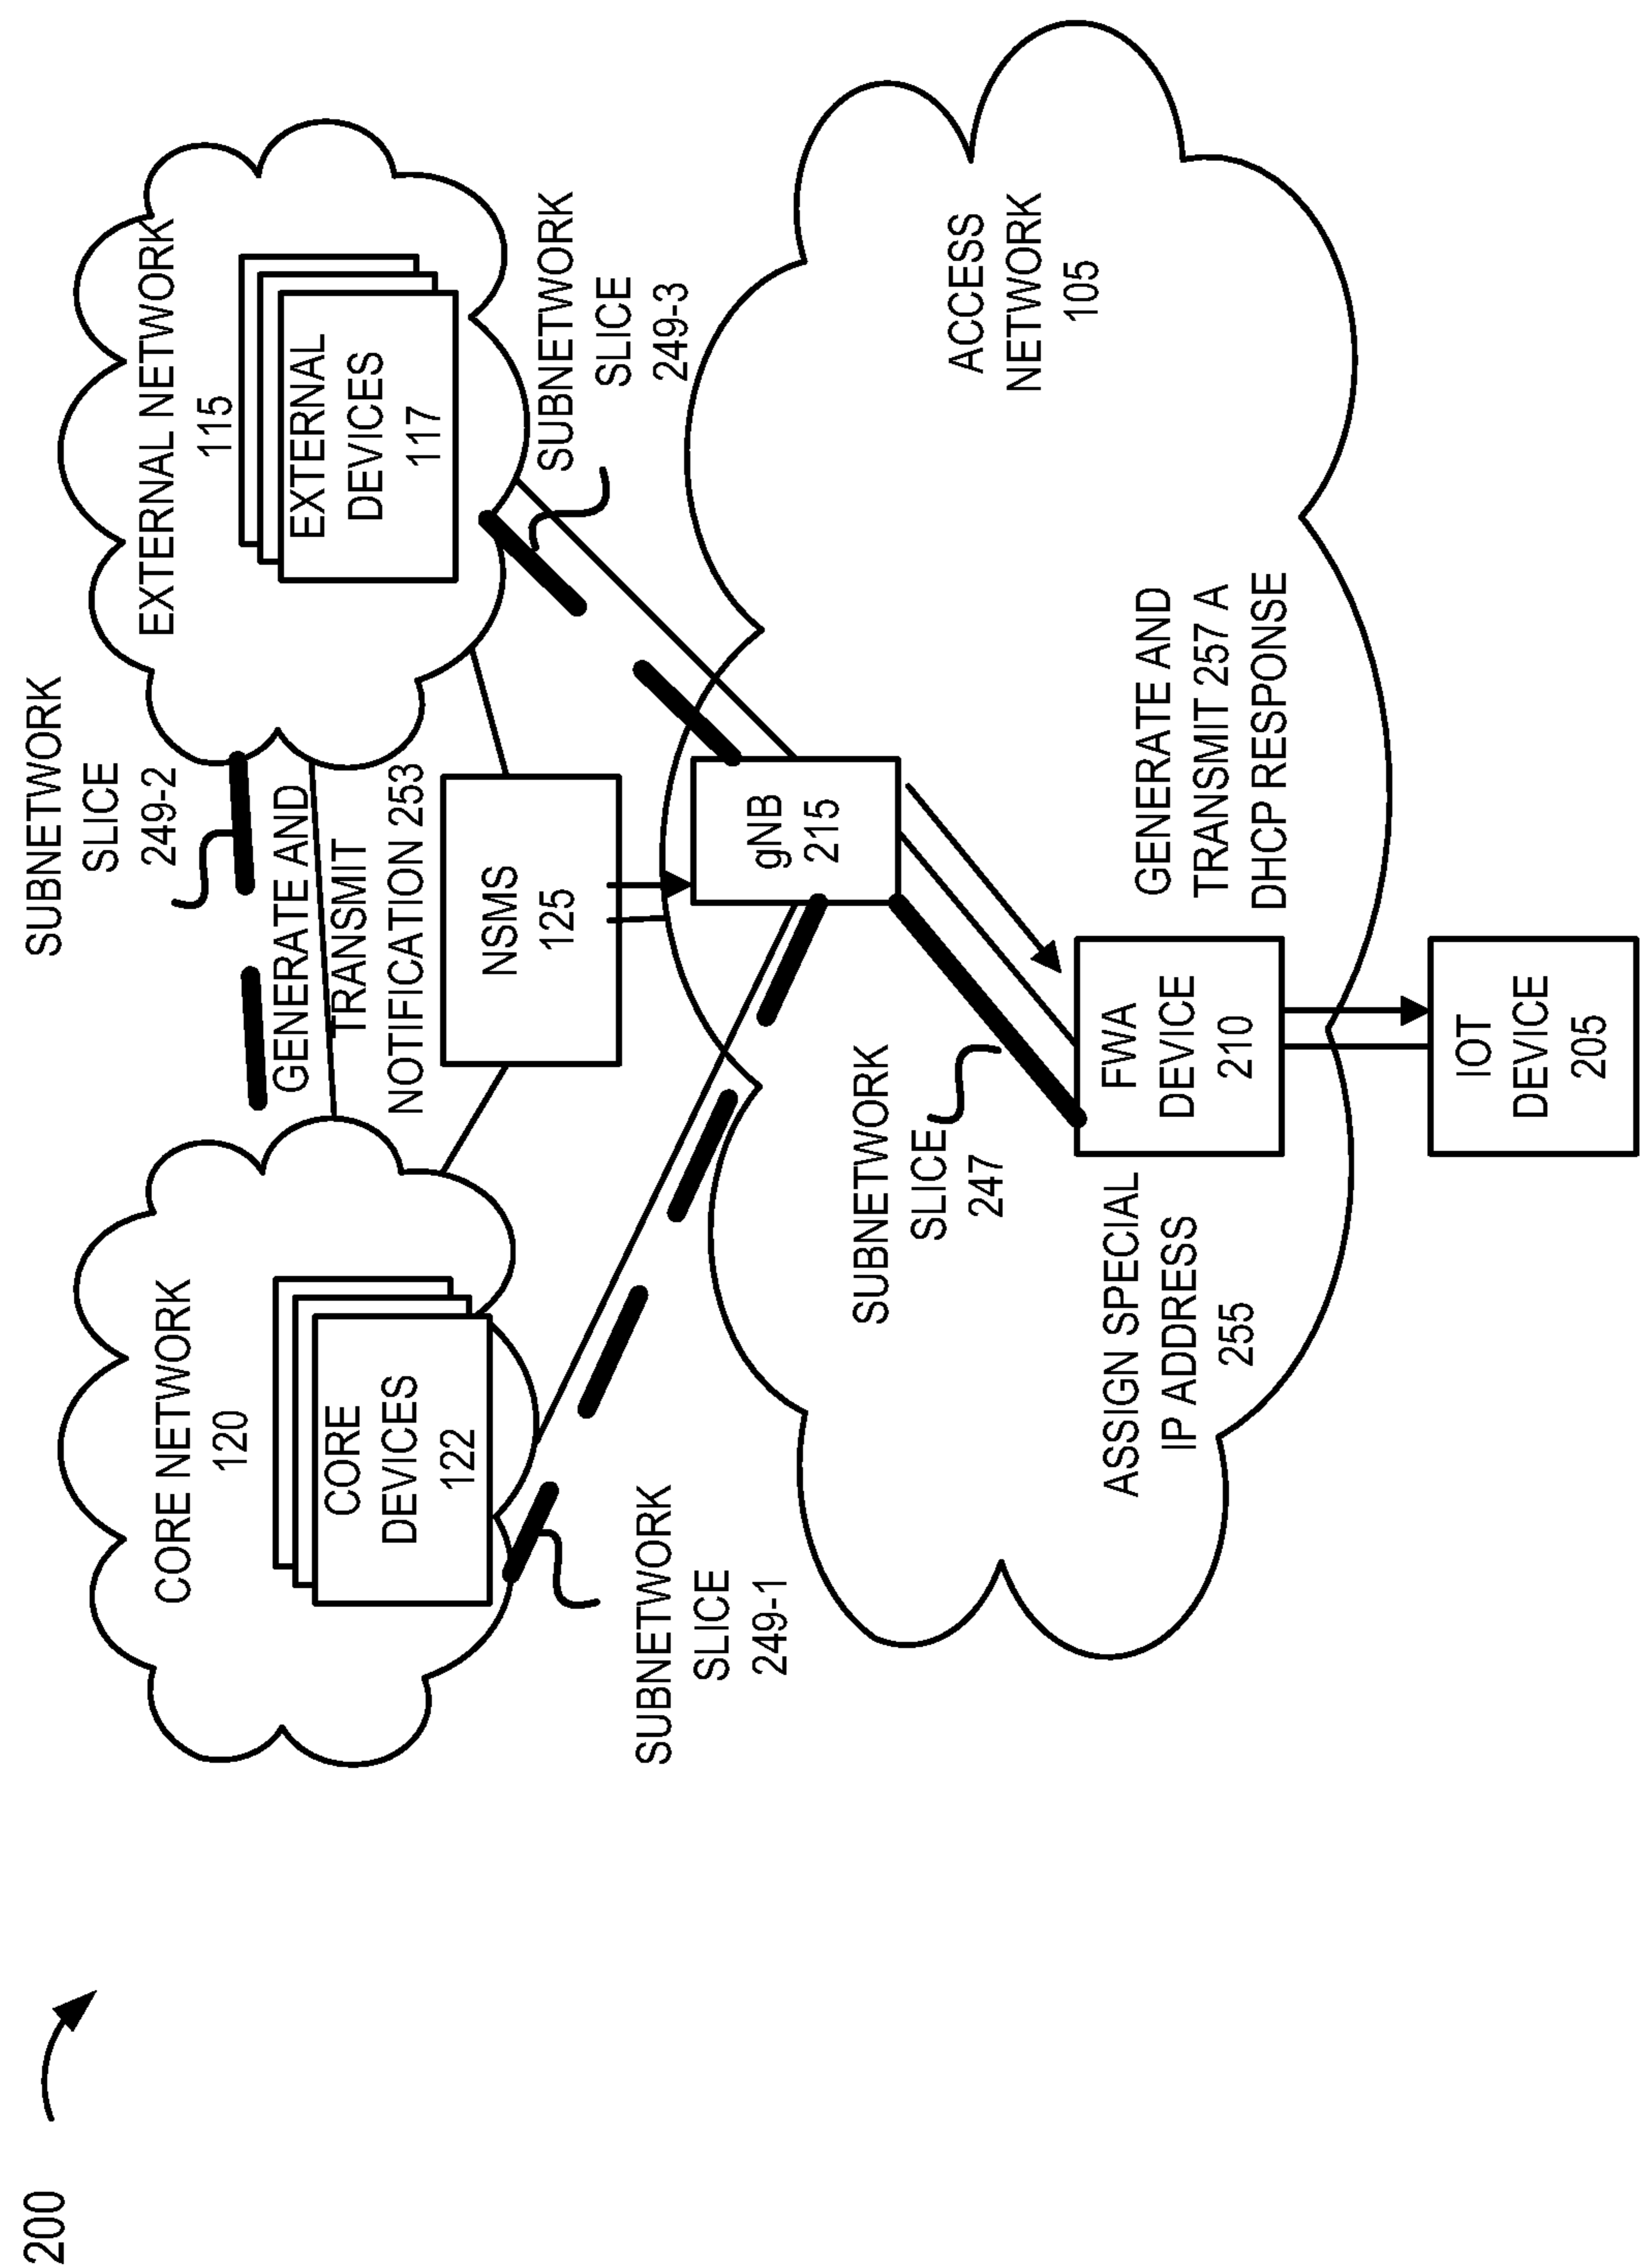 200
CORE NETWORK
120
CORE
DEVICES
122
SUBNETWORK
SLICE
249-2
GENERATE AND
TRANSMIT
NOTIFICATION 253
EXTERNAL NETWORK
115
EXTERNAL
DEVICES
117
NSMS
125
SUBNETWORK
SLICE
249-1
SUBNETWORK
SLICE
249-3
gNB
215
SUBNETWORK
SLICE
247
ACCESS
NETWORK
105
ASSIGN SPECIAL
IP ADDRESS
255
FWA
DEVICE
210
GENERATE AND
TRANSMIT 257 A
DHCP RESPONSE
IOT
DEVICE
205